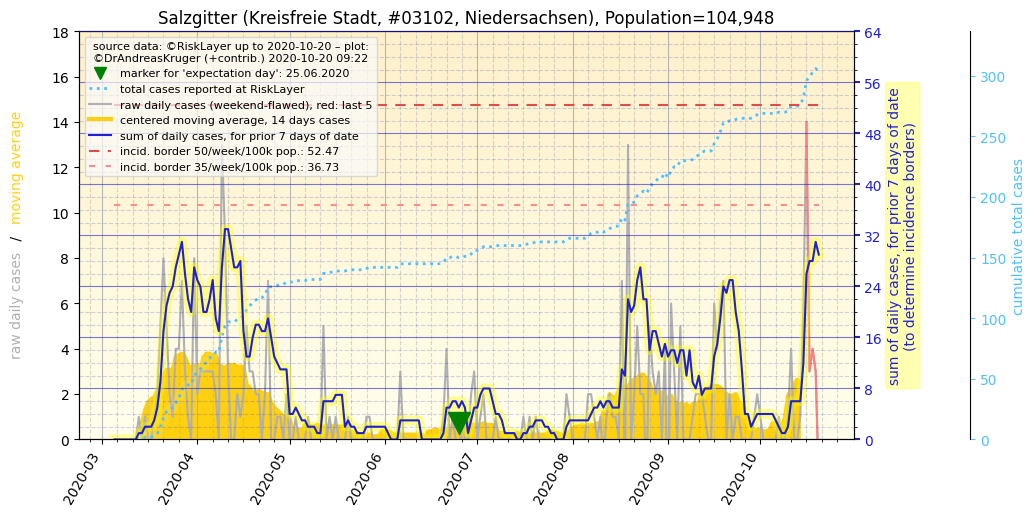 Salzgitter (Kreisfreie Stadt, #03102, Niedersachsen), Population=104,948
source data: ©RiskLayer up to 2020-10-20 – plot:
©DrAndreasKruger (+contrib.) 2020-10-20 09:22
marker for 'expectation day': 25.06.2020
total cases reported at RiskLayer
raw daily cases (weekend-flawed), red: last 5
centered moving average, 14 days cases
sum of daily cases, for prior 7 days of date
incid. border 50/week/100k pop.: 52.47
incid. border 35/week/100k pop.: 36.73
raw daily cases / moving average
18
16
14
12
10
8
6
4
2
0
2020-03
2020-04
2020-05
2020-06
2020-07
2020-08
2020-09
2020-10
64
56
48
40
32
24
16
8
0
sum of daily cases, for prior 7 days of date
(to determine incidence borders)
300
250
200
150
100
50
0
cumulative total cases